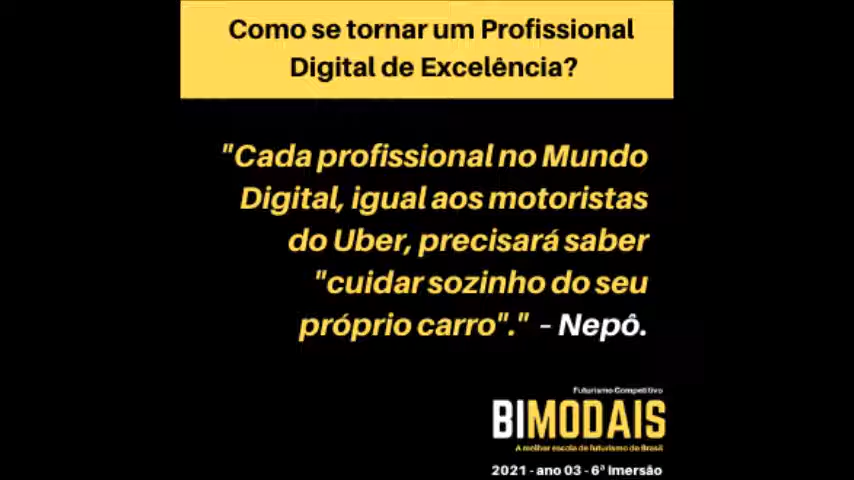 Como se tornar um Profissional
Digital de Excelência?
"Cada profissional no Mundo
Digital, igual aos motoristas
do Uber, precisará saber
"cuidar sozinho do seu
próprio carro"." – Nepô.
Futurismo Competitivo
BIMODAIS
A melhor escola de futurismo do Brasil
2021 - ano 03 - 6ª Imersão